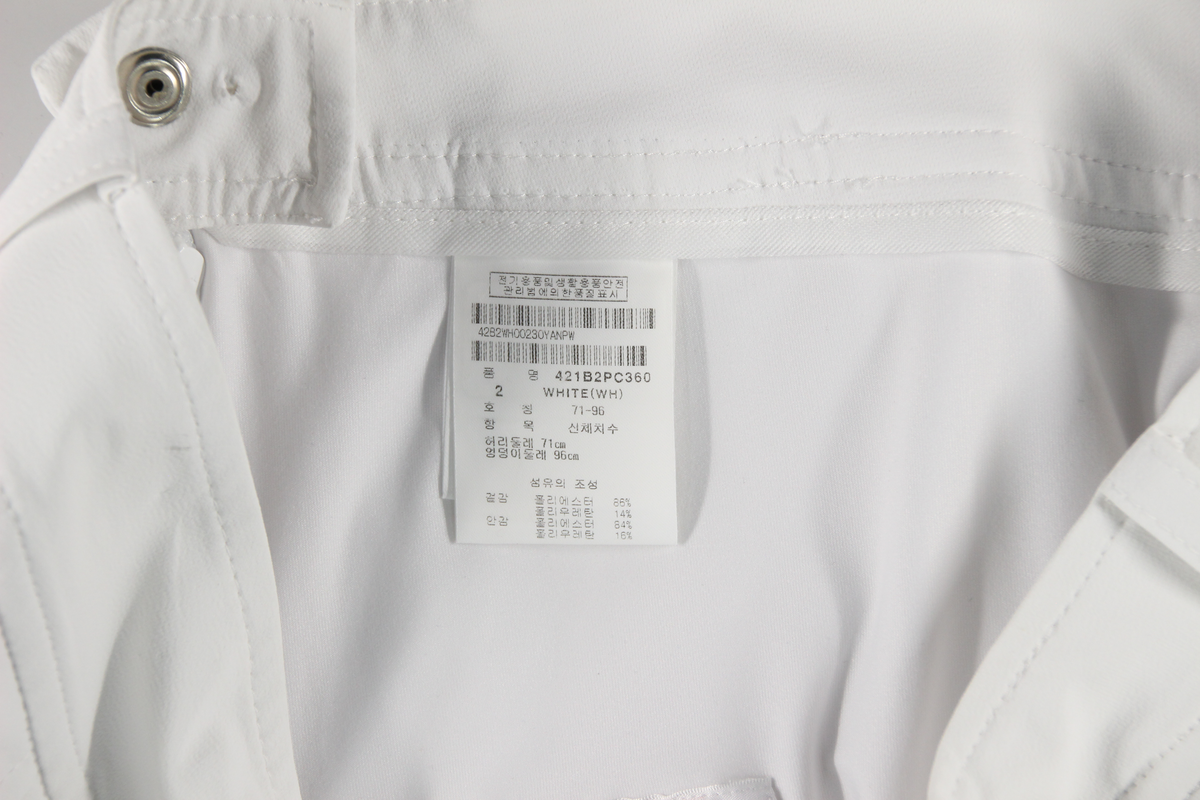 전기용품및생활용품안전
관리법에의한품질표시
4282WH00230YANPW
품 명 421B2PC360
2 WHITE(WH)
호 칭 71-96
항 목 신체치수
허리둘레 71cm
엉덩이둘레 96cm
섬유의 조성
겉감 폴리에스터 86%
폴리우레탄 14%
안감 폴리에스터 84%
폴리우레탄 16%